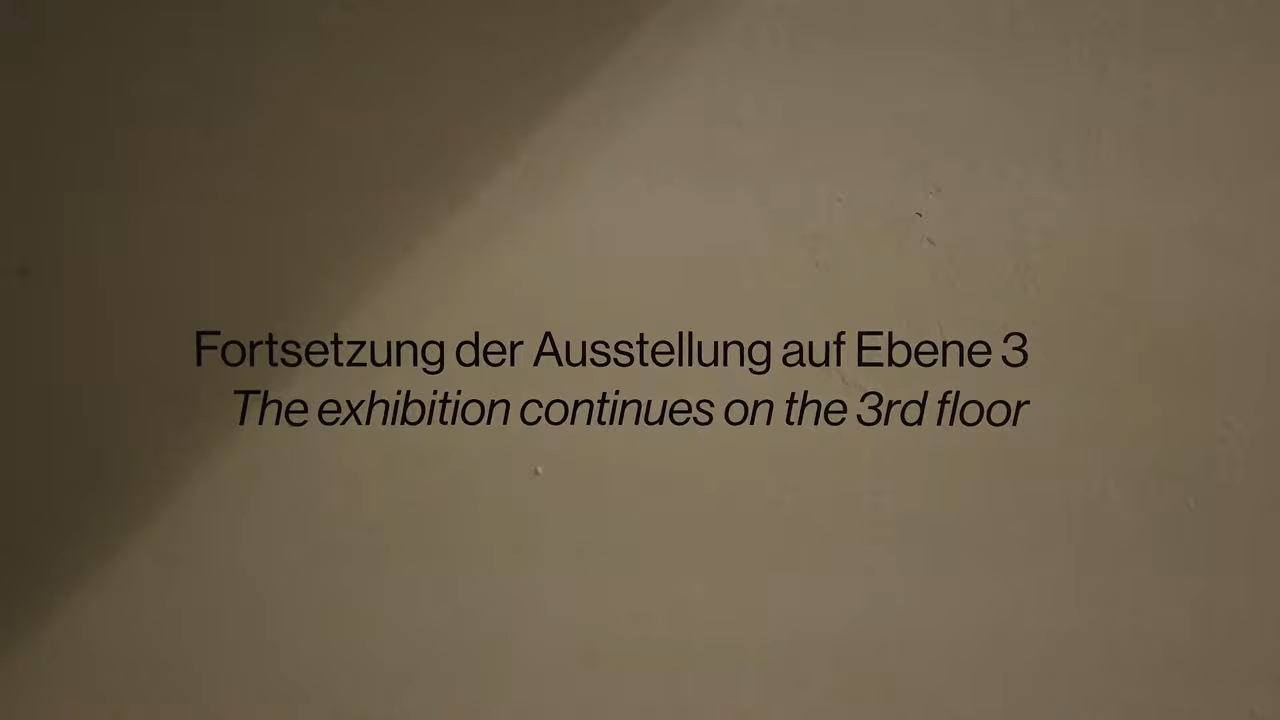 Fortsetzung der Ausstellung auf Ebene 3
The exhibition continues on the 3rd floor